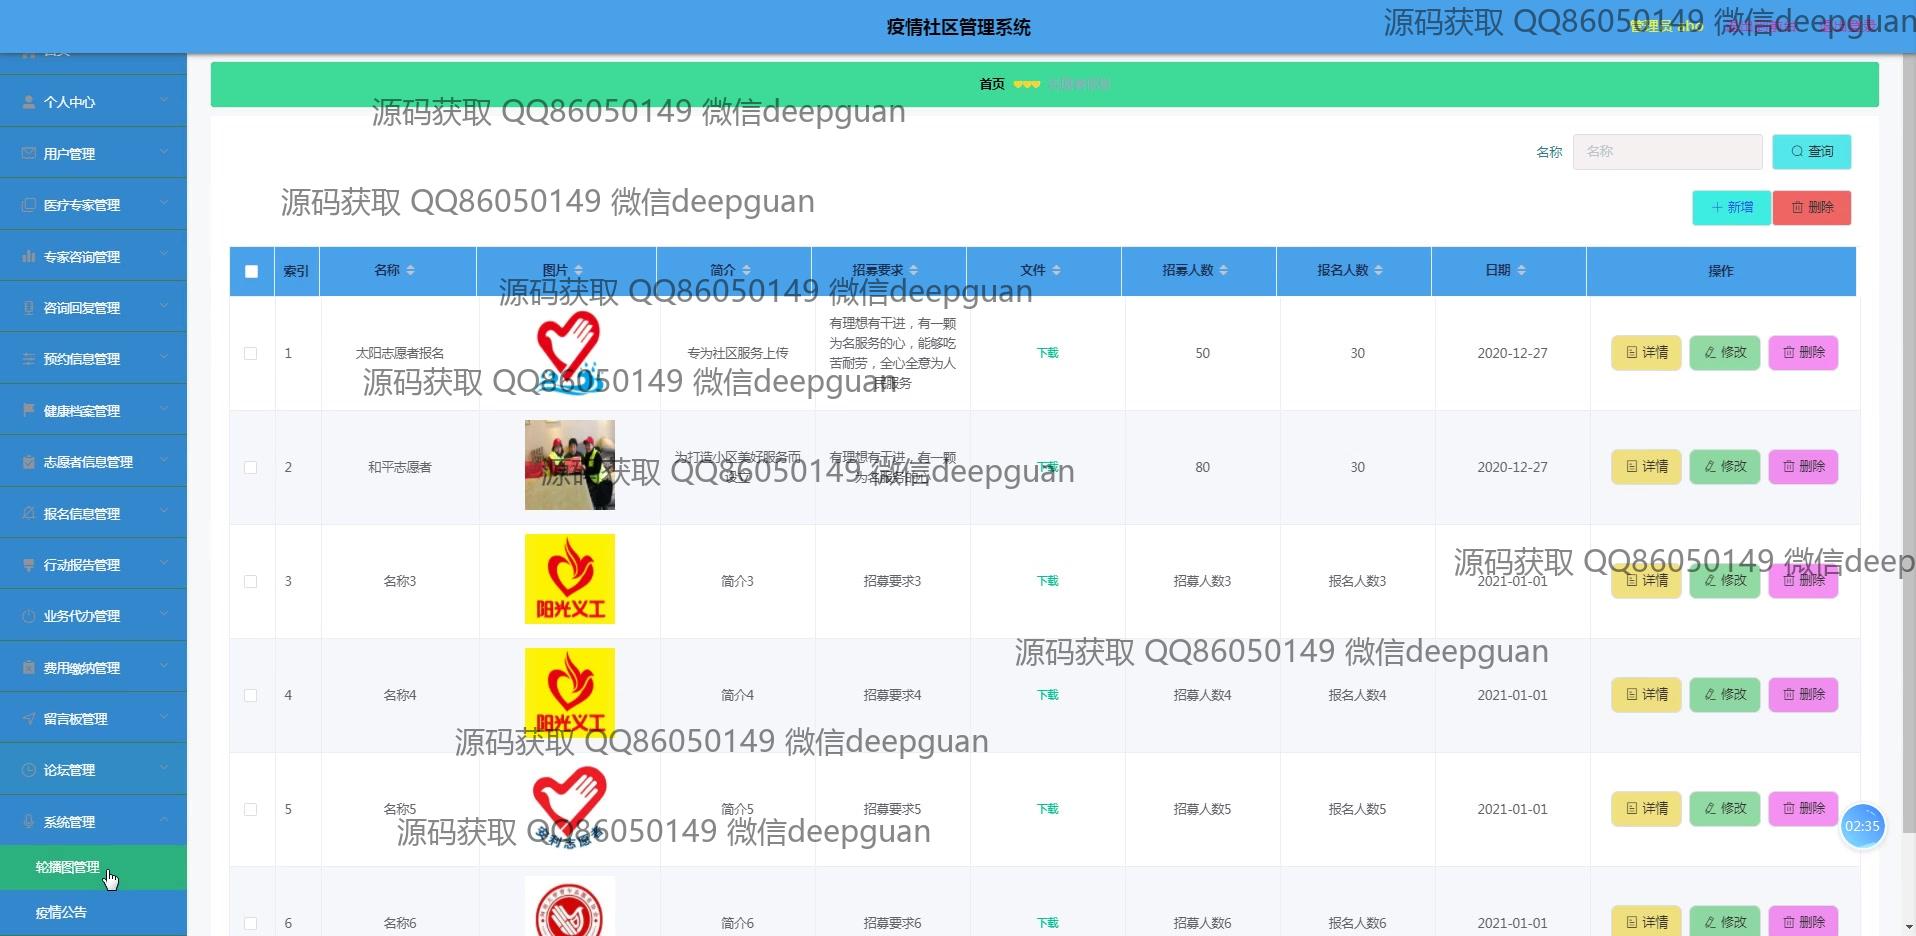 疫情社区管理系统
管理员 abo
源码获取 QQ86050149 微信deepguan
首页
个人中心
用户管理
医疗专家管理
专家咨询管理
咨询回复管理
预约信息管理
健康档案管理
志愿者信息管理
报名信息管理
行动报告管理
业务代办管理
费用缴纳管理
留言板管理
论坛管理
系统管理
轮播图管理
疫情公告
首页
源码获取 QQ86050149 微信deepguan
名称 名称 查询
源码获取 QQ86050149 微信deepguan
新增 删除
索引 名称 图片 简介 招募要求 文件 招募人数 报名人数 日期 操作
源码获取 QQ86050149 微信deepguan
1 太阳志愿者报名 专为社区服务上传
有理想有干进，有一颗
为名服务的心，能够吃
苦耐劳，全心全意为人
民服务
下载 50 30 2020-12-27 详情 修改 删除
源码获取 QQ86050149 微信deepguan
2 和平志愿者
为打造小区美好服务而
设立
有理想有干进，有一颗
为名服务的心
下载 80 30 2020-12-27 详情 修改 删除
源码获取 QQ86050149 微信deepguan
3 名称3 阳光义工 简介3 招募要求3 下载 招募人数3 报名人数3 2021-01-01 详情 修改 删除
源码获取 QQ86050149 微信deep
源码获取 QQ86050149 微信deepguan
4 名称4 阳光义工 简介4 招募要求4 下载 招募人数4 报名人数4 2021-01-01 详情 修改 删除
源码获取 QQ86050149 微信deepguan
5 名称5 简介5 招募要求5 下载 招募人数5 报名人数5 2021-01-01 详情 修改 删除
02:35
源码获取 QQ86050149 微信deepguan
6 名称6 简介6 招募要求6 下载 招募人数6 报名人数6 2021-01-01 详情 修改 删除